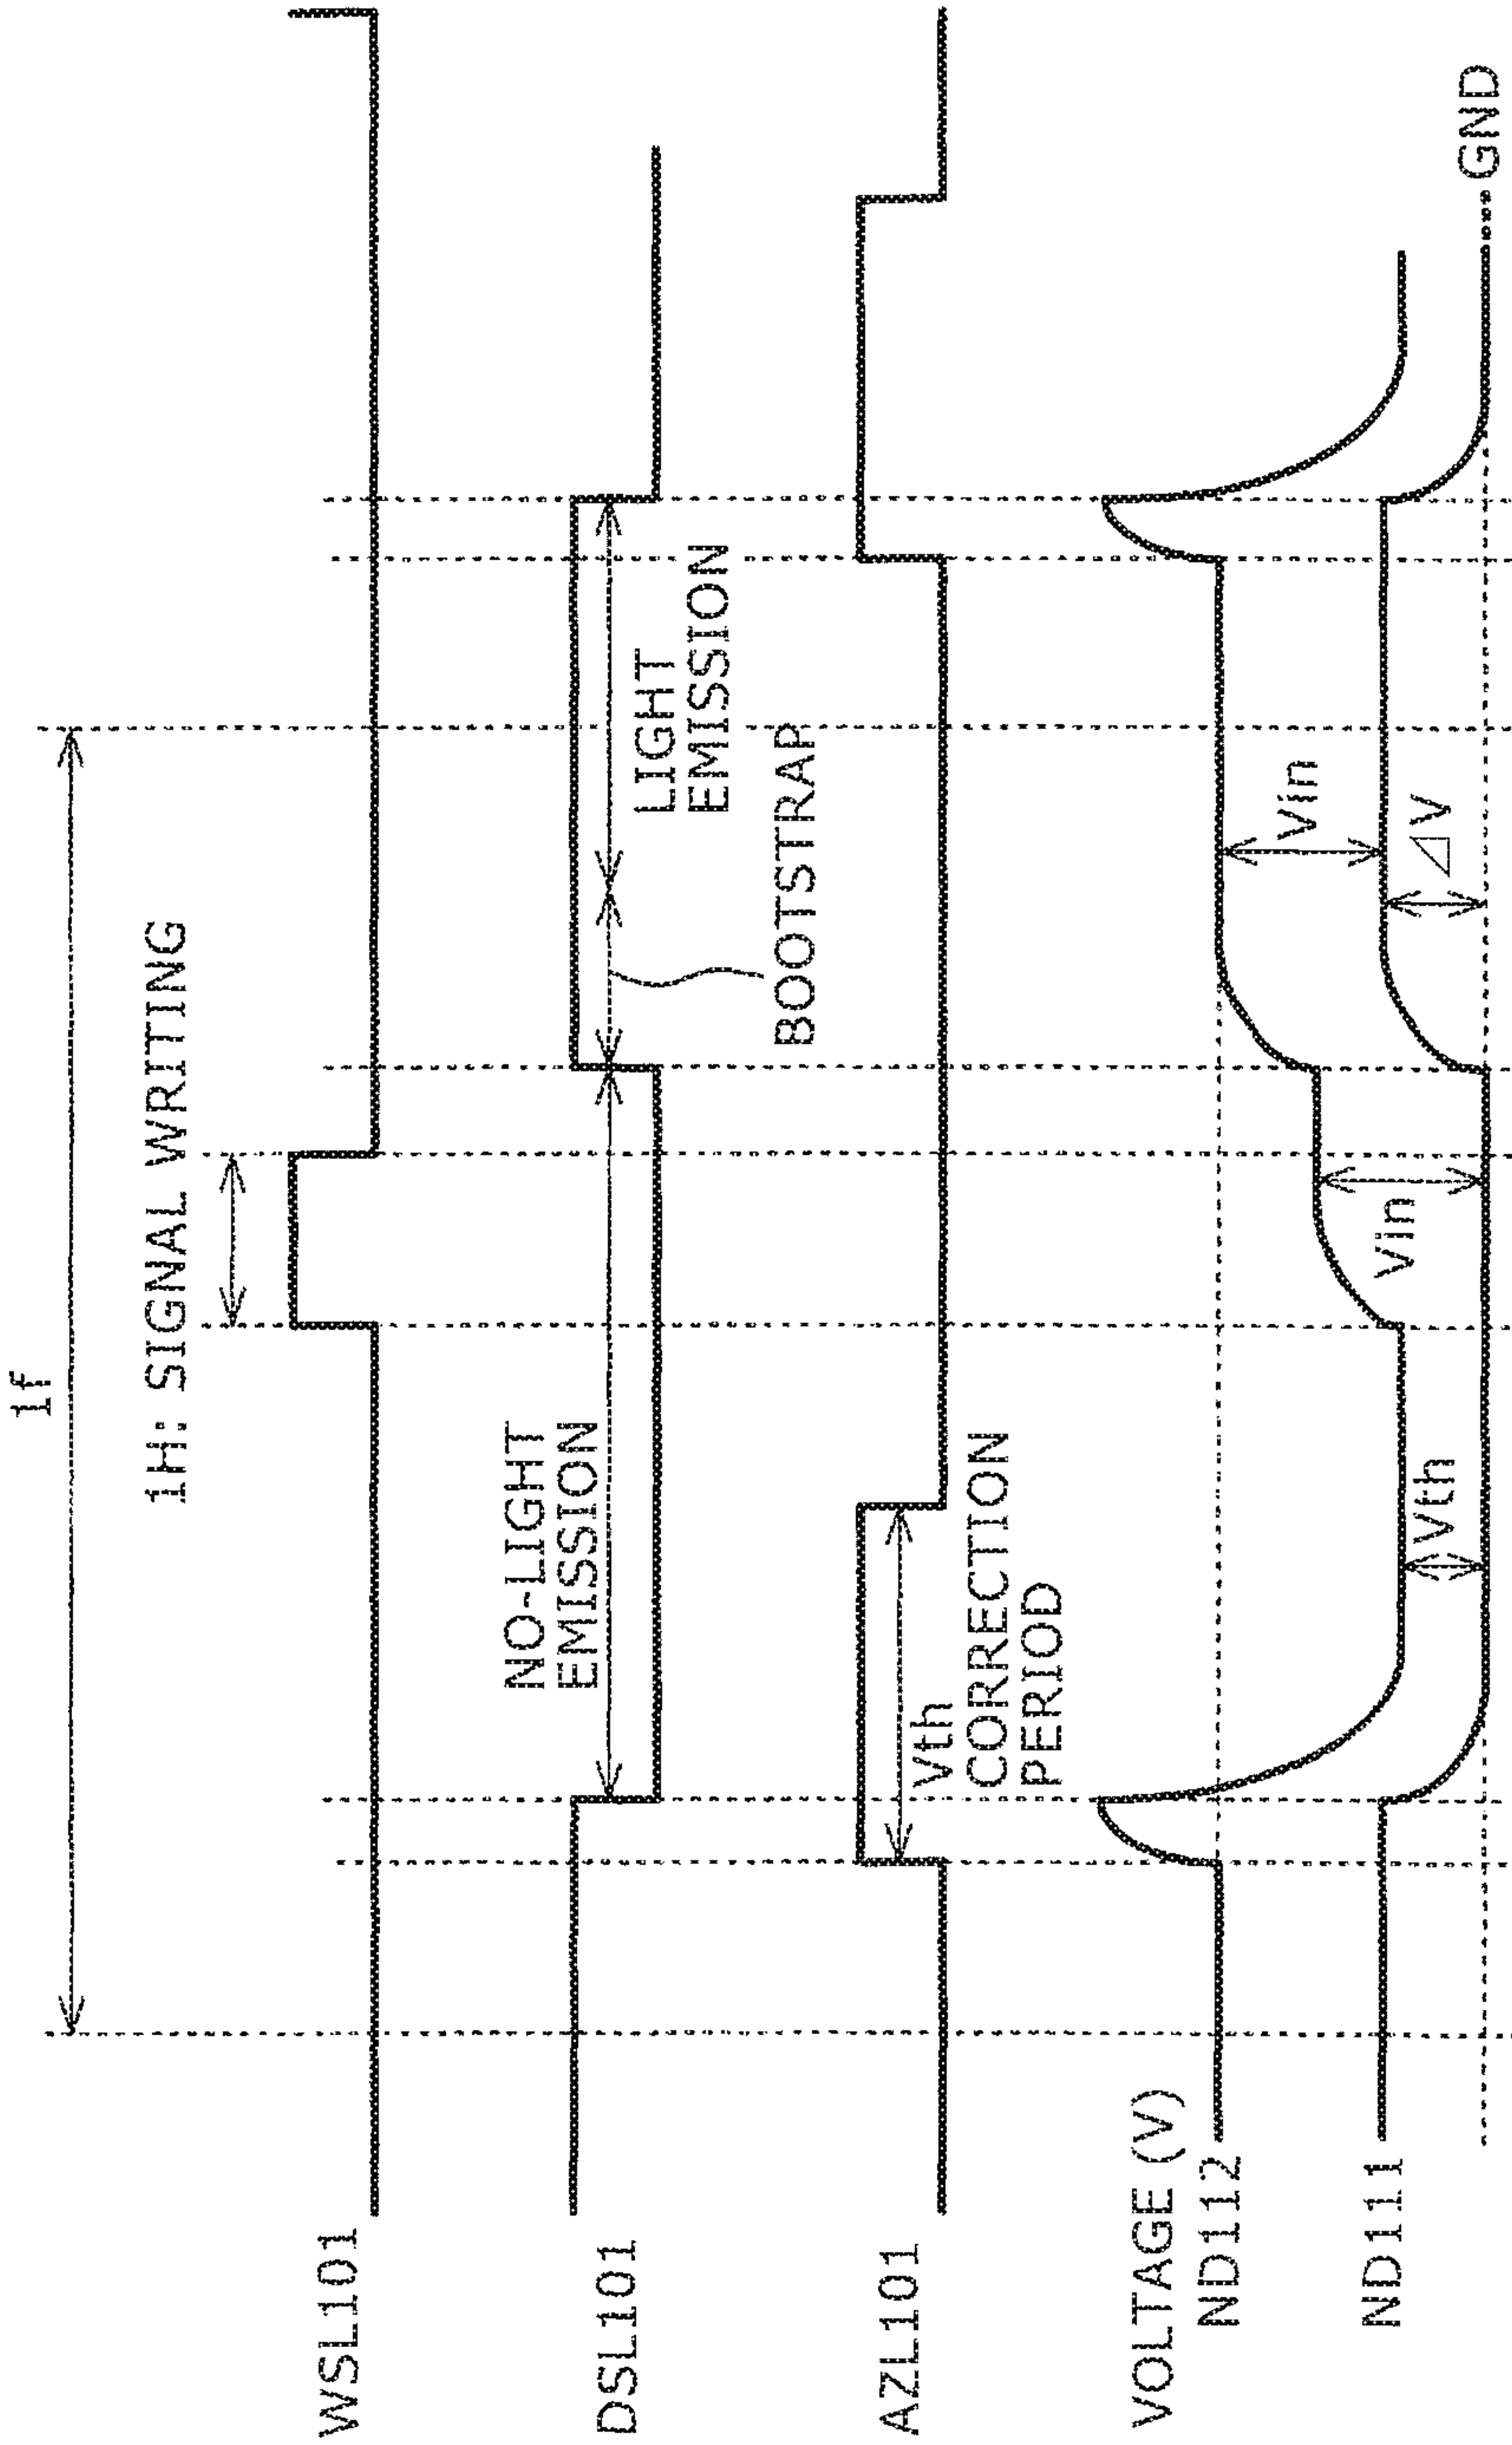 1f
1H: SIGNAL WRITING
WSL101
DSL101
NO-LIGHT
EMISSION
LIGHT
EMISSION
BOOTSTRAP
AZL101
Vth
CORRECTION
PERIOD
VOLTAGE (V)
ND112
Vin
ND111
Vin
ΔV
Vth
GND